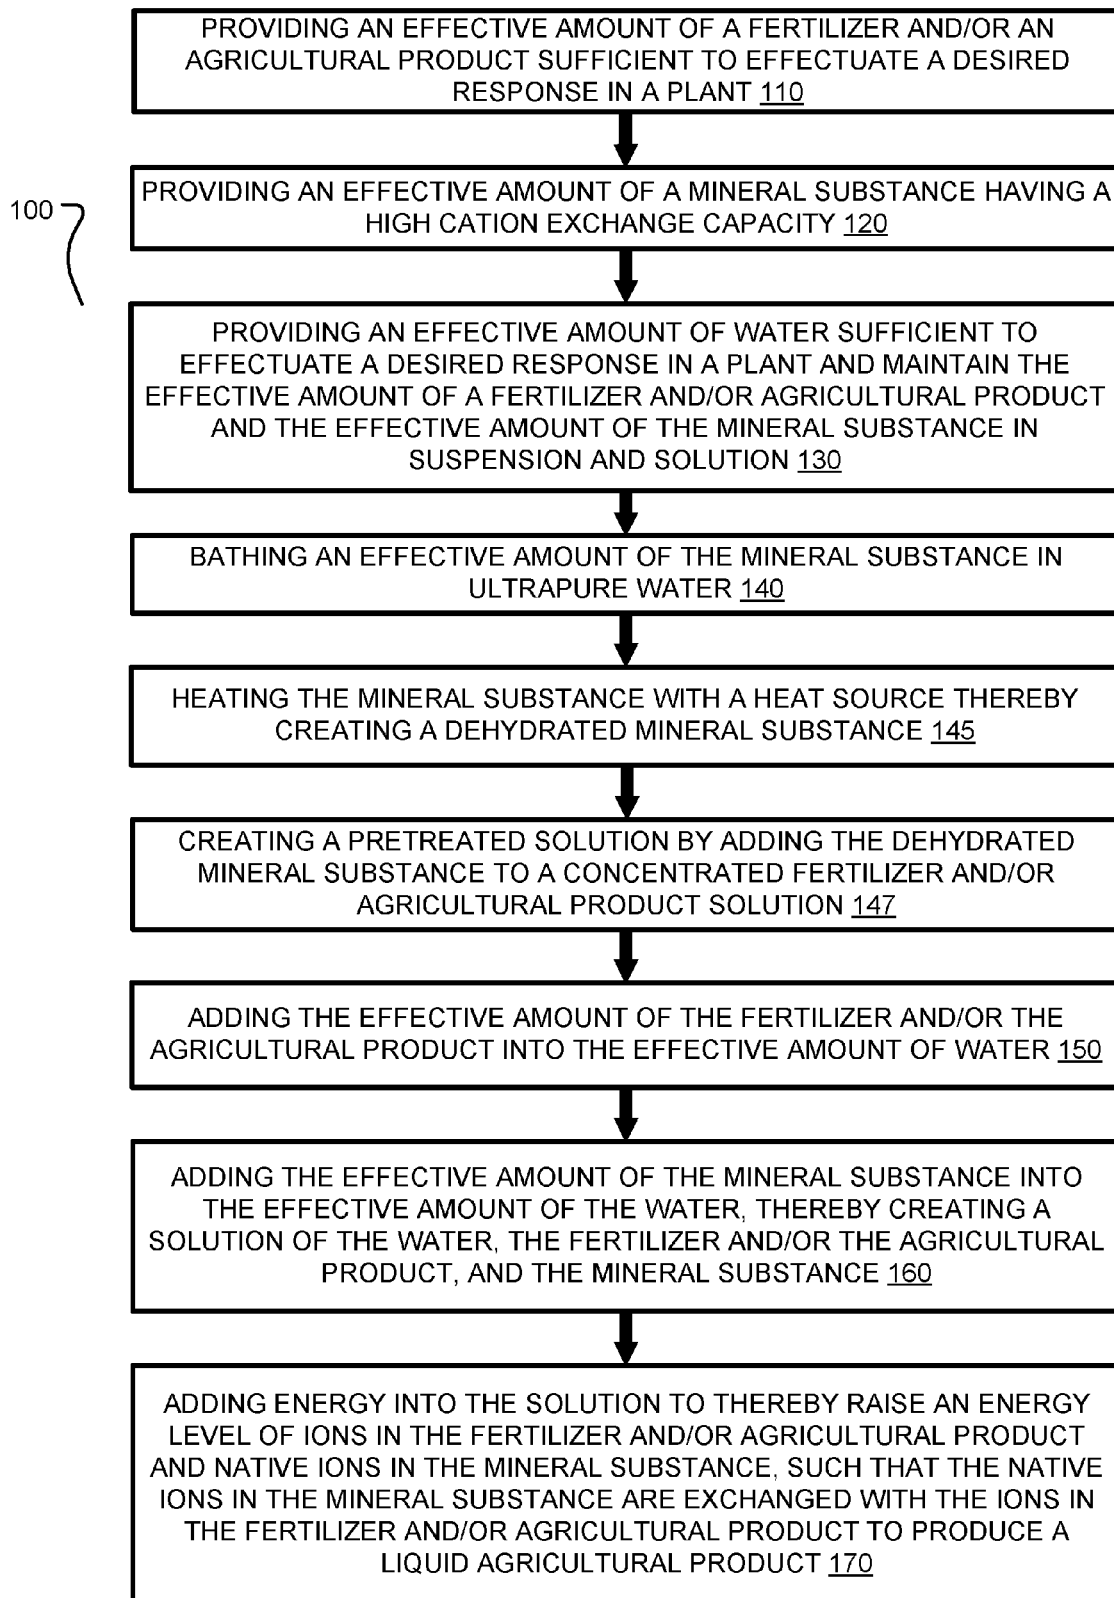 PROVIDING AN EFFECTIVE AMOUNT OF A FERTILIZER AND/OR AN
AGRICULTURAL PRODUCT SUFFICIENT TO EFFECTUATE A DESIRED
RESPONSE IN A PLANT 110
PROVIDING AN EFFECTIVE AMOUNT OF A MINERAL SUBSTANCE HAVING A
HIGH CATION EXCHANGE CAPACITY 120
100
PROVIDING AN EFFECTIVE AMOUNT OF WATER SUFFICIENT TO
EFFECTUATE A DESIRED RESPONSE IN A PLANT AND MAINTAIN THE
EFFECTIVE AMOUNT OF A FERTILIZER AND/OR AGRICULTURAL PRODUCT
AND THE EFFECTIVE AMOUNT OF THE MINERAL SUBSTANCE IN
SUSPENSION AND SOLUTION 130
BATHING AN EFFECTIVE AMOUNT OF THE MINERAL SUBSTANCE IN
ULTRAPURE WATER 140
HEATING THE MINERAL SUBSTANCE WITH A HEAT SOURCE THEREBY
CREATING A DEHYDRATED MINERAL SUBSTANCE 145
CREATING A PRETREATED SOLUTION BY ADDING THE DEHYDRATED
MINERAL SUBSTANCE TO A CONCENTRATED FERTILIZER AND/OR
AGRICULTURAL PRODUCT SOLUTION 147
ADDING THE EFFECTIVE AMOUNT OF THE FERTILIZER AND/OR THE
AGRICULTURAL PRODUCT INTO THE EFFECTIVE AMOUNT OF WATER 150
ADDING THE EFFECTIVE AMOUNT OF THE MINERAL SUBSTANCE INTO
THE EFFECTIVE AMOUNT OF THE WATER, THEREBY CREATING A
SOLUTION OF THE WATER, THE FERTILIZER AND/OR THE AGRICULTURAL
PRODUCT, AND THE MINERAL SUBSTANCE 160
ADDING ENERGY INTO THE SOLUTION TO THEREBY RAISE AN ENERGY
LEVEL OF IONS IN THE FERTILIZER AND/OR AGRICULTURAL PRODUCT
AND NATIVE IONS IN THE MINERAL SUBSTANCE, SUCH THAT THE NATIVE
IONS IN THE MINERAL SUBSTANCE ARE EXCHANGED WITH THE IONS IN
THE FERTILIZER AND/OR AGRICULTURAL PRODUCT TO PRODUCE A
LIQUID AGRICULTURAL PRODUCT 170